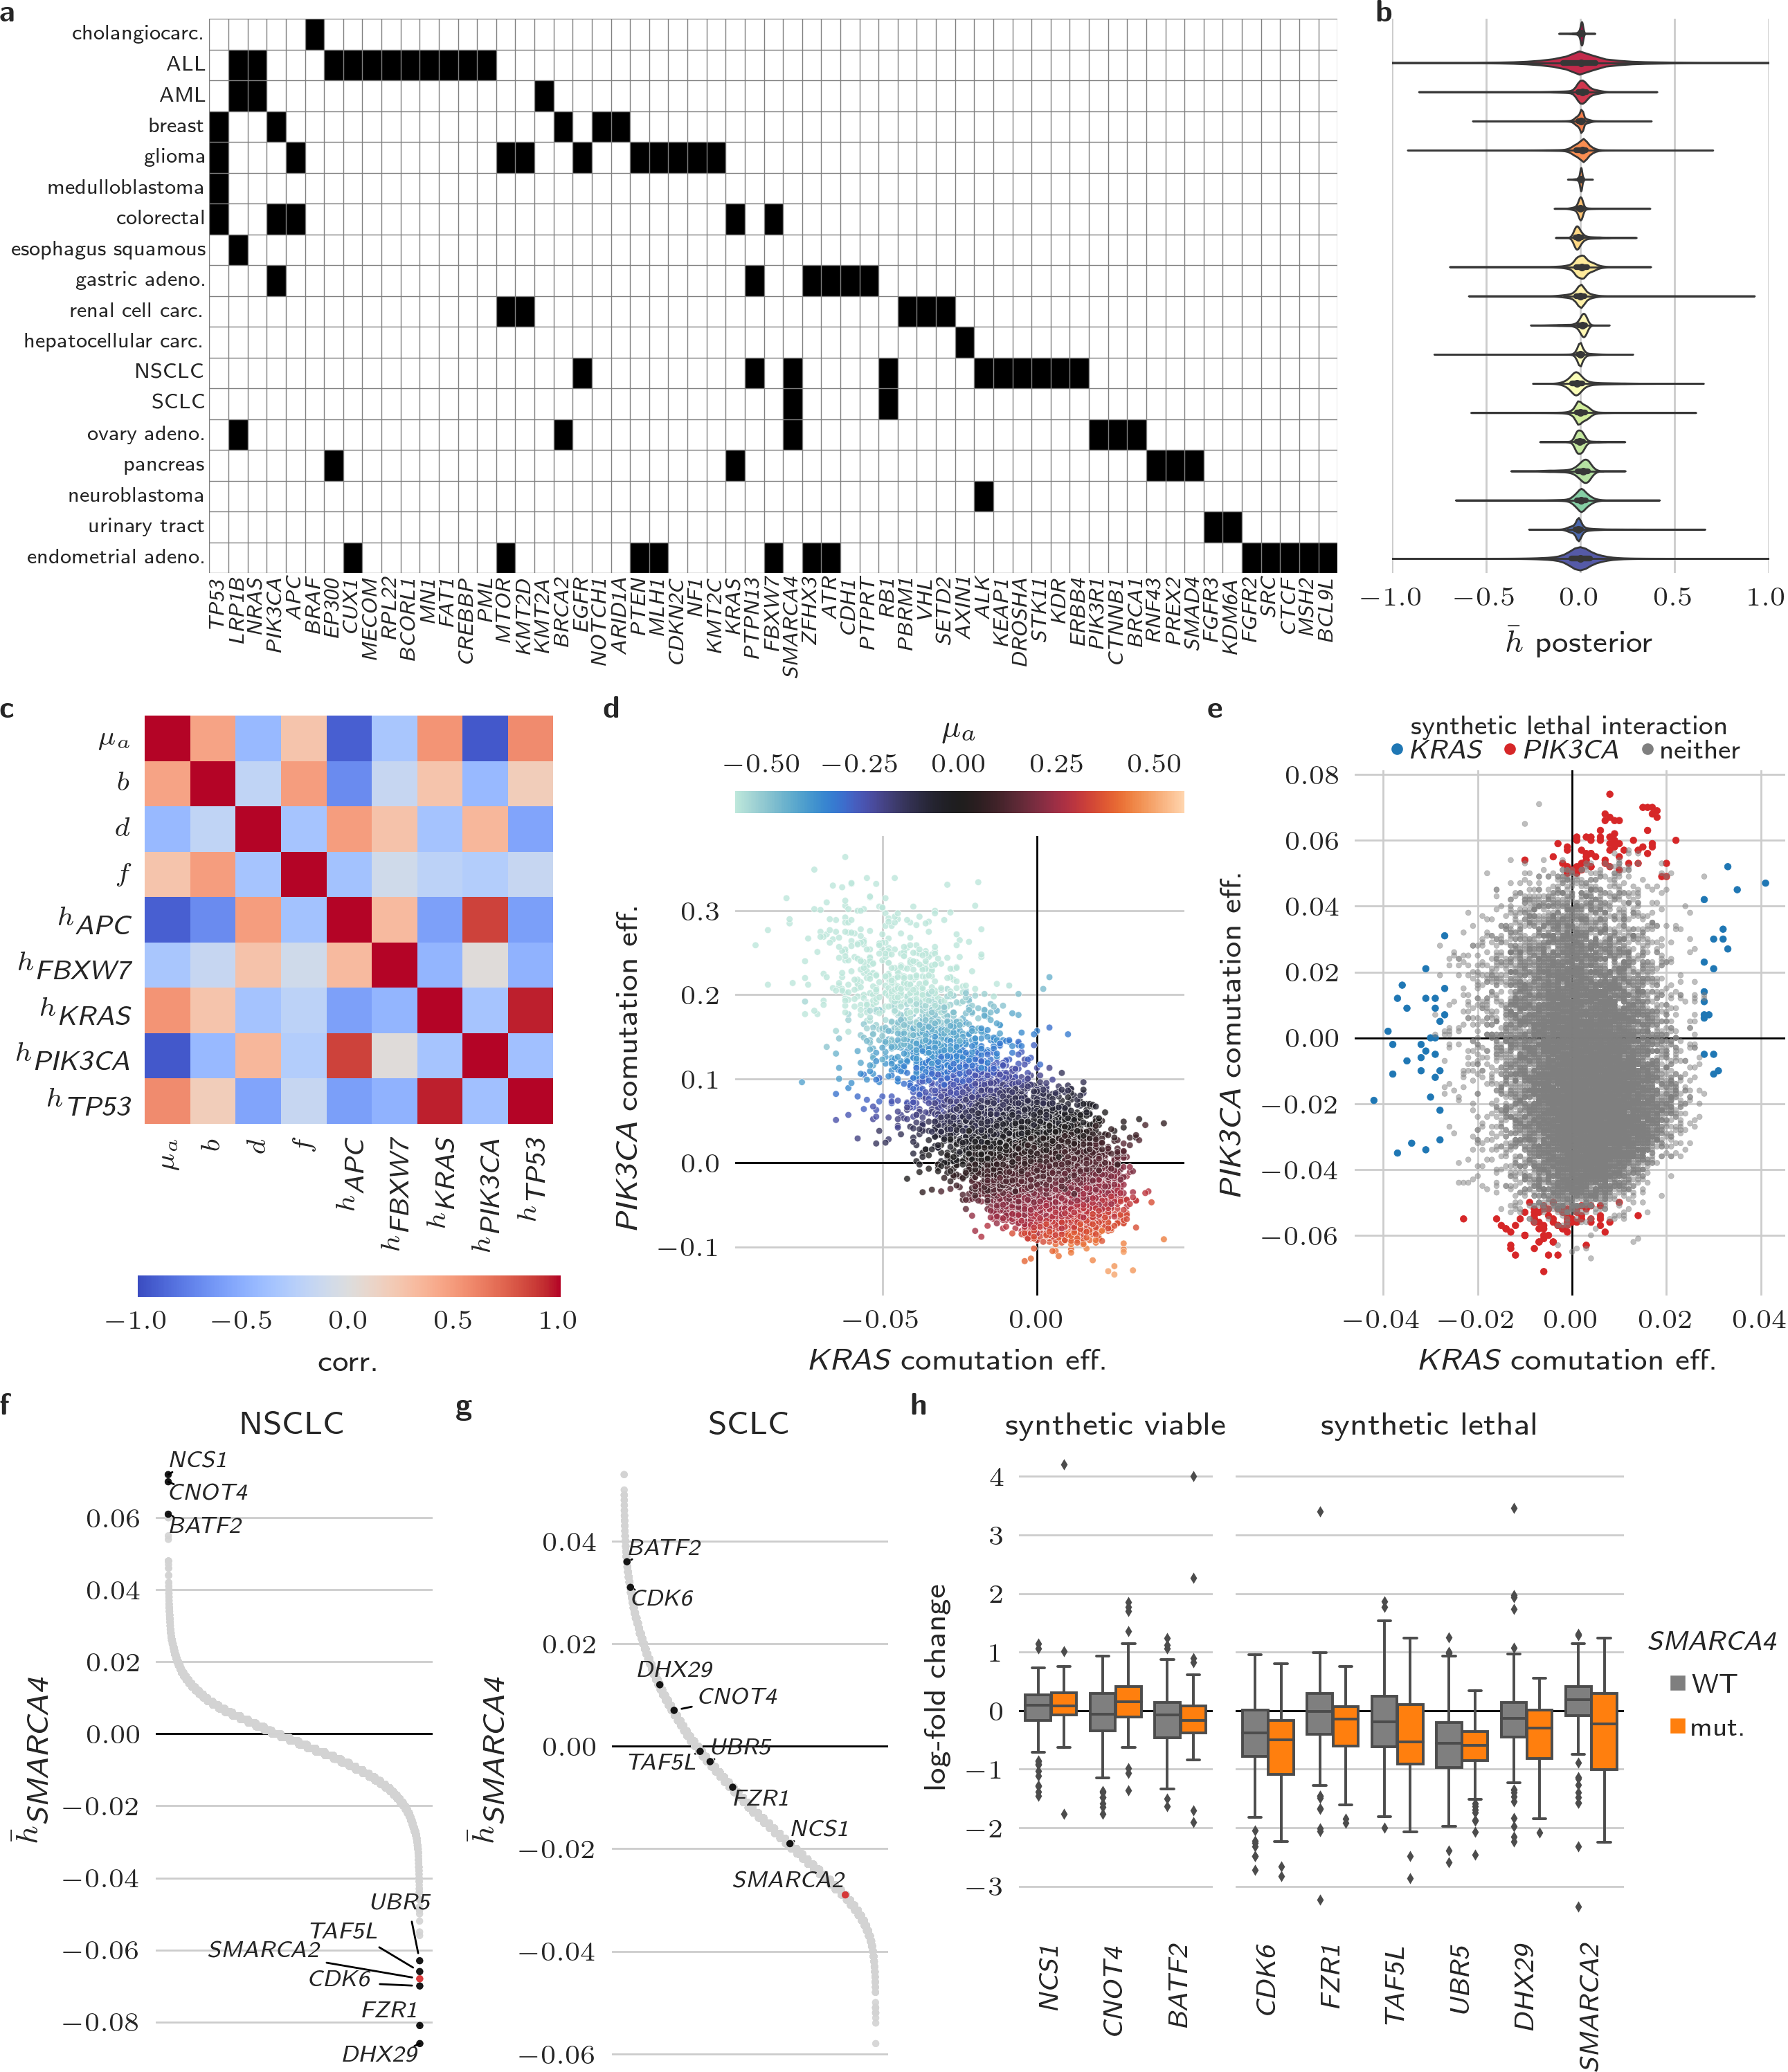 a
cholangiocarc.
ALL
AML
breast
glioma
medulloblastoma
colorectal
esophagus squamous
gastric adeno.
renal cell carc.
hepatocellular carc.
NSCLC
SCLC
ovary adeno.
pancreas
neuroblastoma
urinary tract
endometrial adeno.
TP53
LRP1B
NRAS
PIK3CA
APC
BRAF
EP300
CUX1
MECOM
RPL22
BCORL1
MN1
FAT1
CREBBP
PML
MTOR
KMT2D
KMT2A
BRCA2
EGFR
NOTCH1
ARID1A
PTEN
MLH1
CDKN2C
NF1
KMT2C
KRAS
PTPN13
FBXW7
SMARCA4
ZFHX3
ATR
CDH1
PTPRT
RB1
PBRM1
VHL
SETD2
AXIN1
ALK
KEAP1
DROSHA
STK11
KDR
ERBB4
PIK3R1
CTNNB1
BRCA1
RNF43
PREX2
SMAD4
FGFR3
KDM6A
FGFR2
SRC
CTCF
MSH2
BCL9L
b
−1.0 −0.5 0.0 0.5 1.0
h̄ posterior
c
μa
b
d
f
hAPC
hFBXW7
hKRAS
hPIK3CA
hTP53
μa
b
d
f
hAPC
hFBXW7
hKRAS
hPIK3CA
hTP53
−1.0 −0.5 0.0 0.5 1.0
corr.
d
μa
−0.50 −0.25 0.00 0.25 0.50
PIK3CA comutation eff.
0.3
0.2
0.1
0.0
−0.1
−0.05 0.00
KRAS comutation eff.
e
synthetic lethal interaction
KRAS PIK3CA neither
PIK3CA comutation eff.
0.08
0.06
0.04
0.02
0.00
−0.02
−0.04
−0.06
−0.04 −0.02 0.00 0.02 0.04
KRAS comutation eff.
f
NSCLC
h̄SMARCA4
0.06
0.04
0.02
0.00
−0.02
−0.04
−0.06
−0.08
NCS1
CNOT4
BATF2
UBR5
TAF5L
SMARCA2
CDK6
FZR1
DHX29
g
SCLC
h̄SMARCA4
0.04
0.02
0.00
−0.02
−0.04
−0.06
BATF2
CDK6
DHX29
CNOT4
TAF5L
UBR5
FZR1
NCS1
SMARCA2
h
synthetic viable
synthetic lethal
log-fold change
4
3
2
1
0
−1
−2
−3
NCS1
CNOT4
BATF2
CDK6
FZR1
TAF5L
UBR5
DHX29
SMARCA2
SMARCA4
WT
mut.